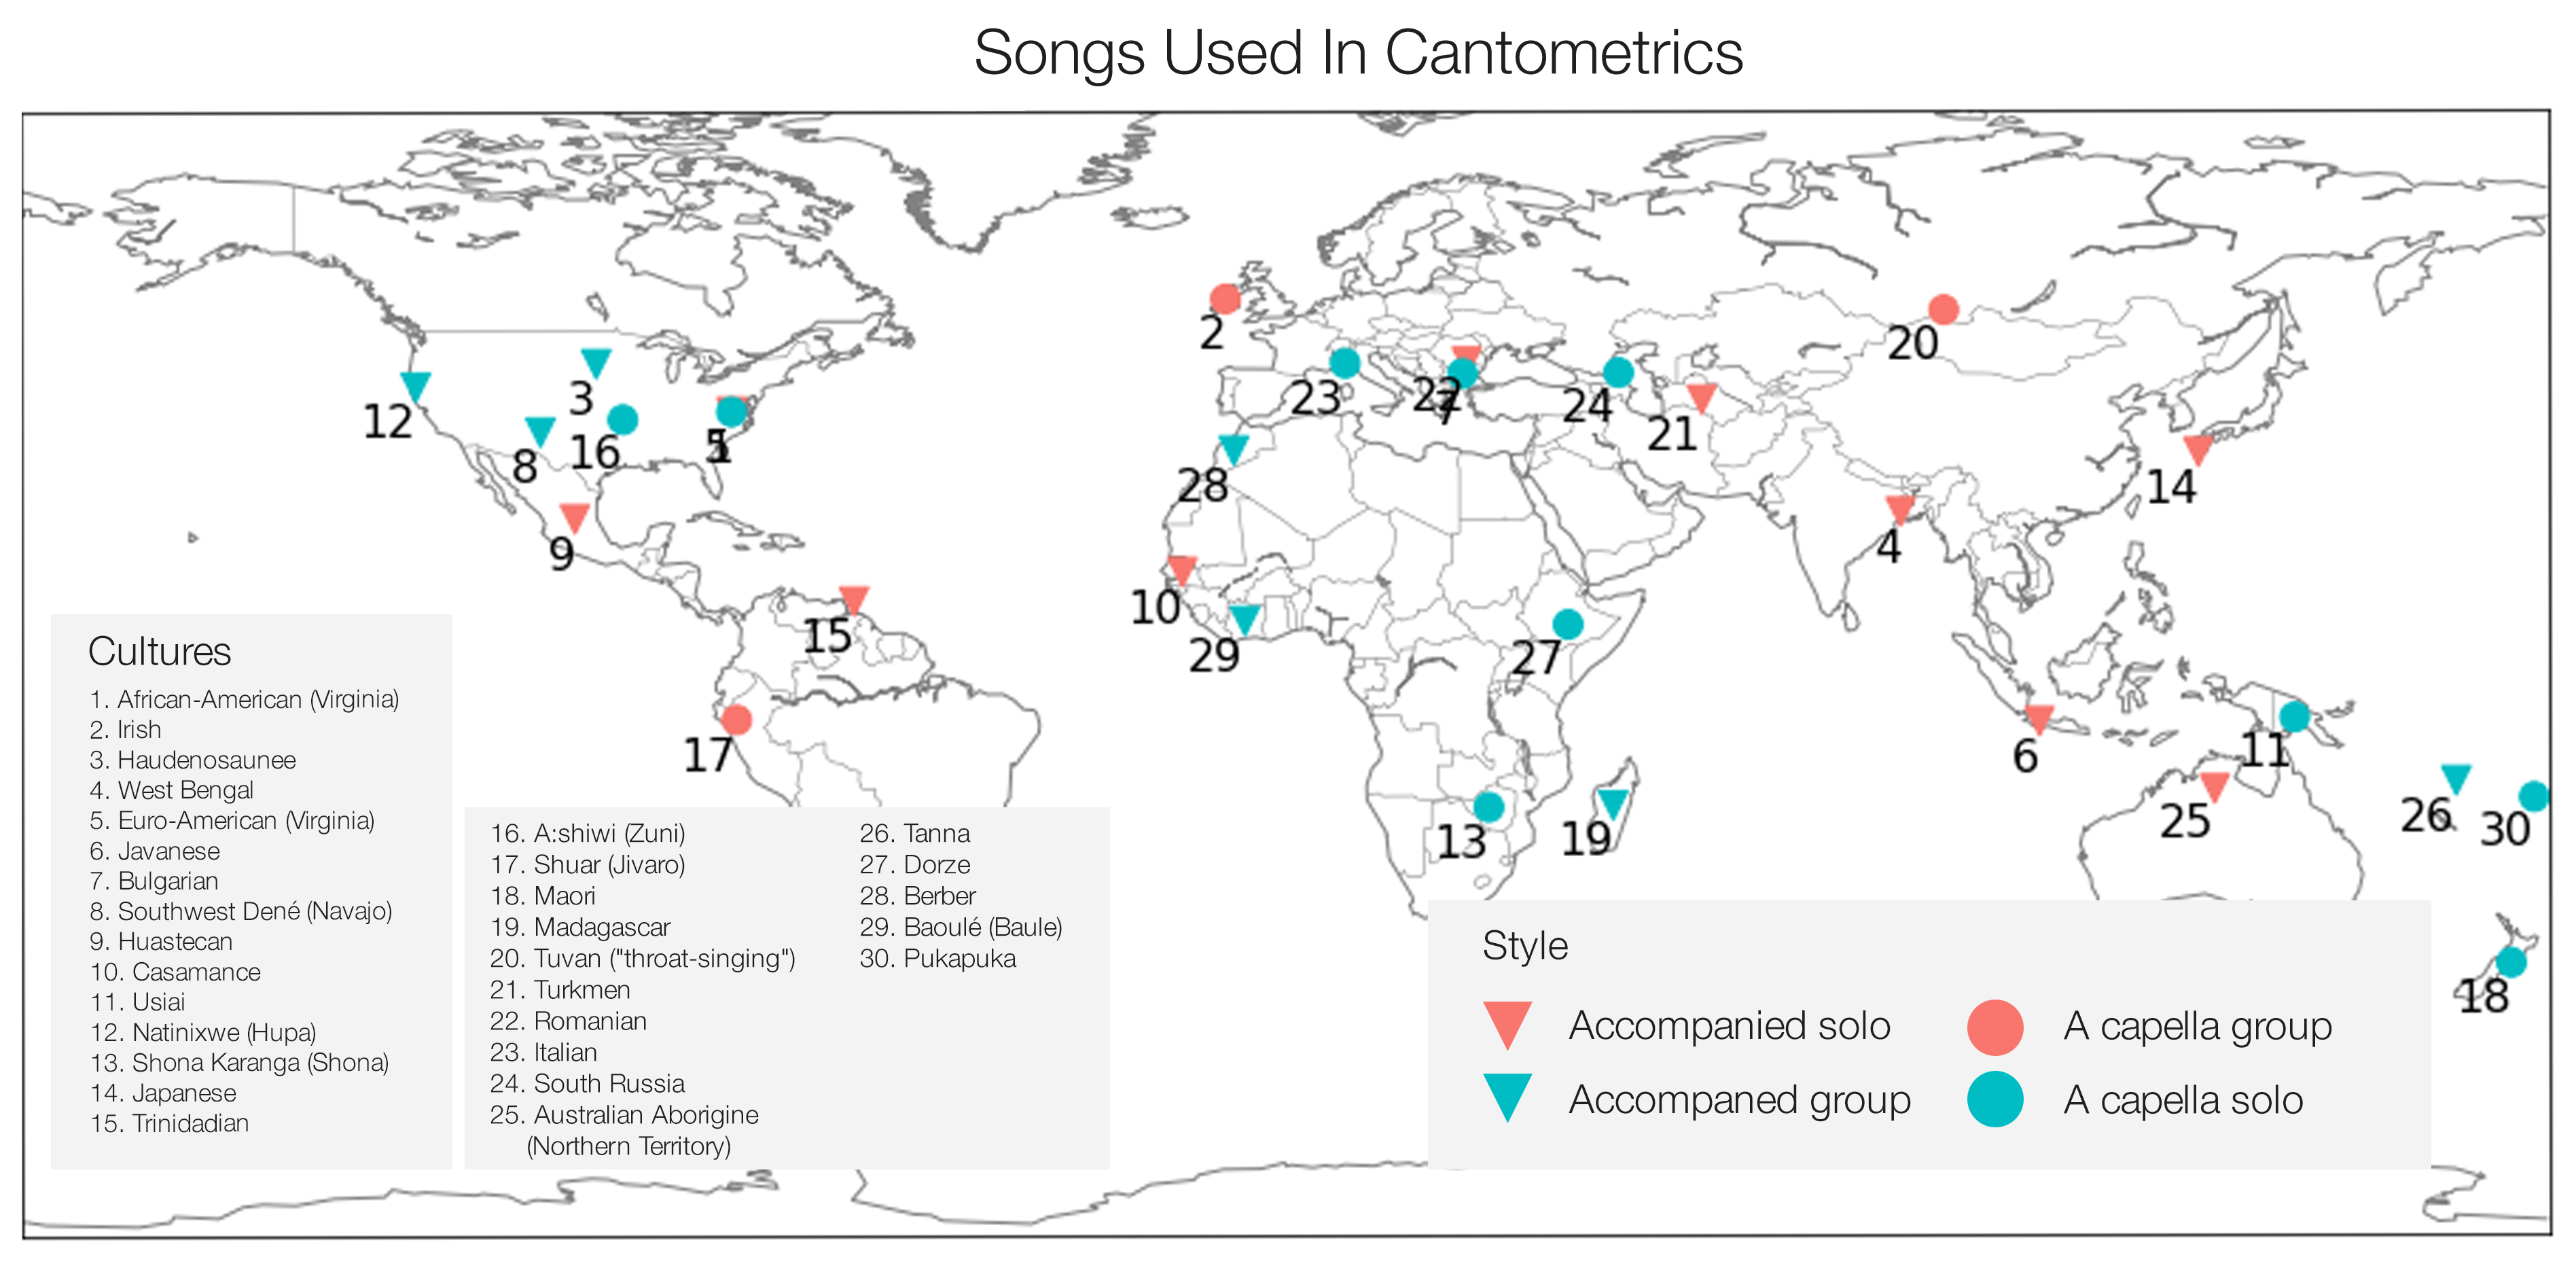 Songs Used In Cantometrics
2
20
3
12
23
22
7
24
21
8
16
5
1
28
14
9
4
10
15
29
27
17
6
11
13
19
25
26
30
18
Cultures
1. African-American (Virginia)
2. Irish
3. Haudenosaunee
4. West Bengal
5. Euro-American (Virginia)
6. Javanese
7. Bulgarian
8. Southwest Dené (Navajo)
9. Huastecan
10. Casamance
11. Usiai
12. Natinixwe (Hupa)
13. Shona Karanga (Shona)
14. Japanese
15. Trinidadian
16. A:shiwi (Zuni)
17. Shuar (Jivaro)
18. Maori
19. Madagascar
20. Tuvan ("throat-singing")
21. Turkmen
22. Romanian
23. Italian
24. South Russia
25. Australian Aborigine
(Northern Territory)
26. Tanna
27. Dorze
28. Berber
29. Baoulé (Baule)
30. Pukapuka
Style
Accompanied solo
A capella group
Accompaned group
A capella solo